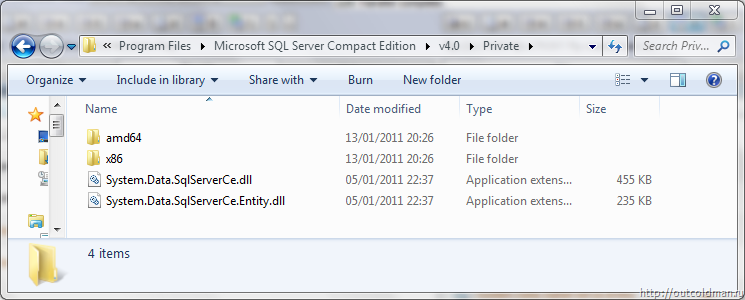 Program Files Microsoft SQL Server Compact Edition v4.0 Private Search Priv...
Organize Include in library Share with Burn New folder
Name Date modified Type Size
amd64 13/01/2011 20:26 File folder
x86 13/01/2011 20:26 File folder
System.Data.SqlServerCe.dll 05/01/2011 22:37 Application extens... 455 KB
System.Data.SqlServerCe.Entity.dll 05/01/2011 22:37 Application extens... 235 KB
4 items
http://outcoldman.ru